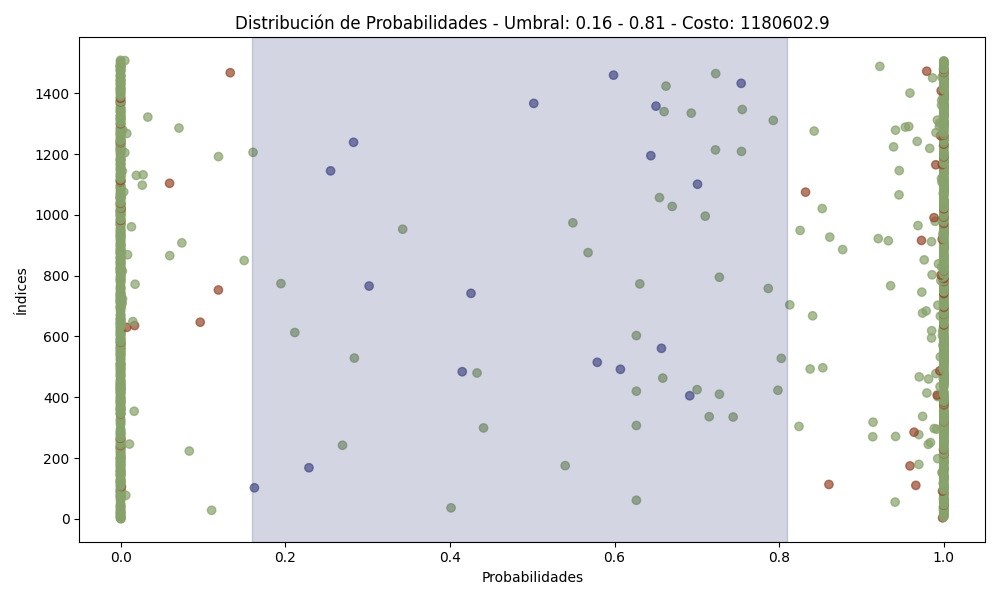 Distribución de Probabilidades - Umbral: 0.16 - 0.81 - Costo: 1180602.9
Índices
1400
1200
1000
800
600
400
200
0
0.0 0.2 0.4 0.6 0.8 1.0
Probabilidades